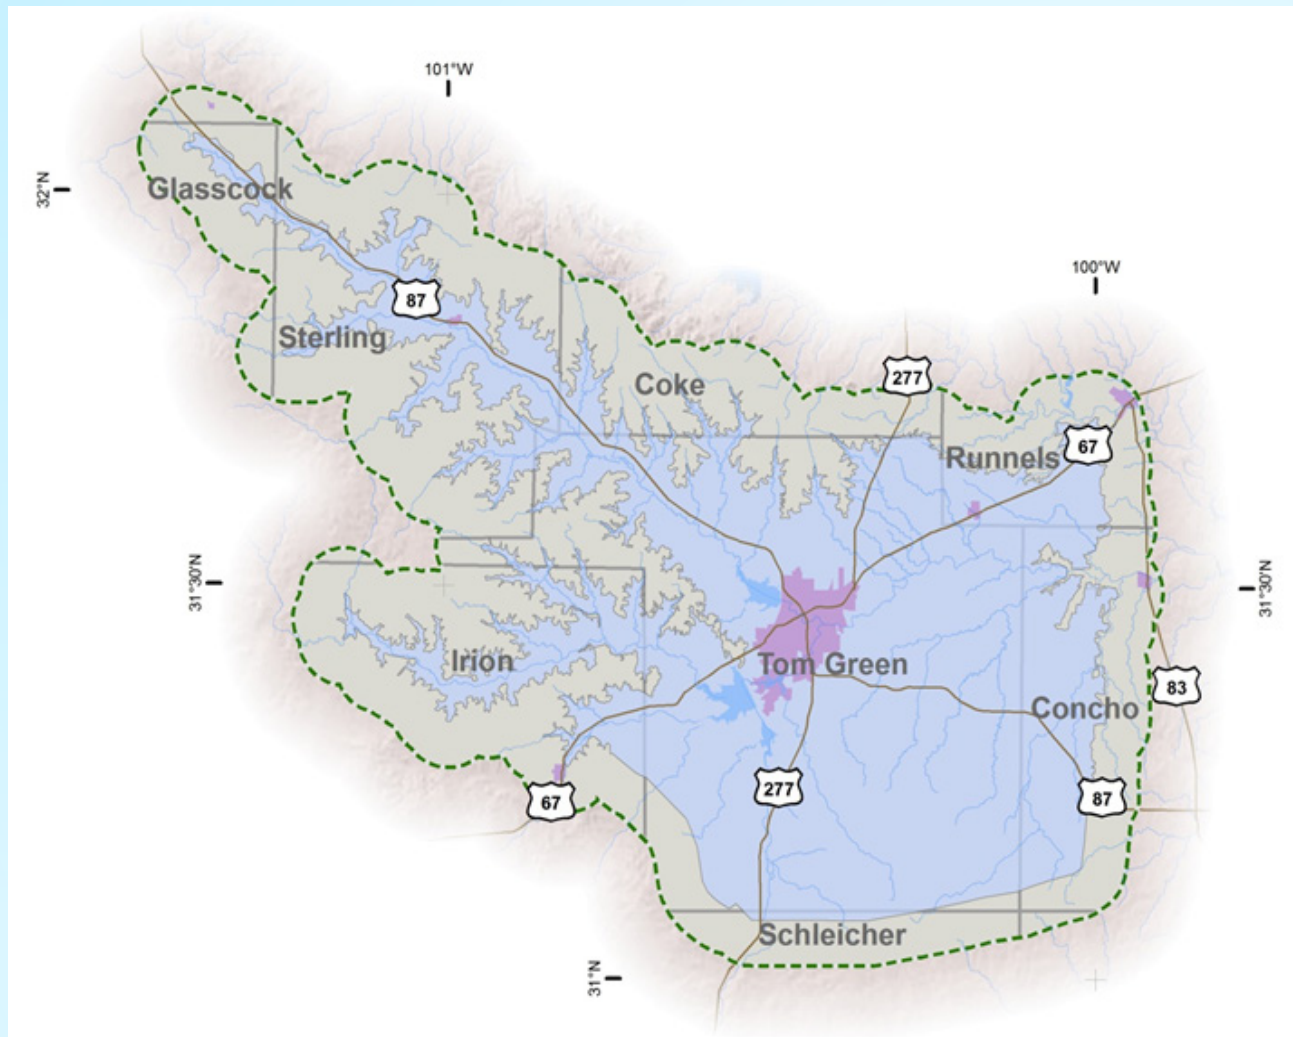 101°W
32°N
Glasscock
100°W
87
Sterling
277
Coke
67
Runnels
31°30'N
31°30'N
Irion
Tom Green
83
Concho
277
87
67
Schleicher
31°N